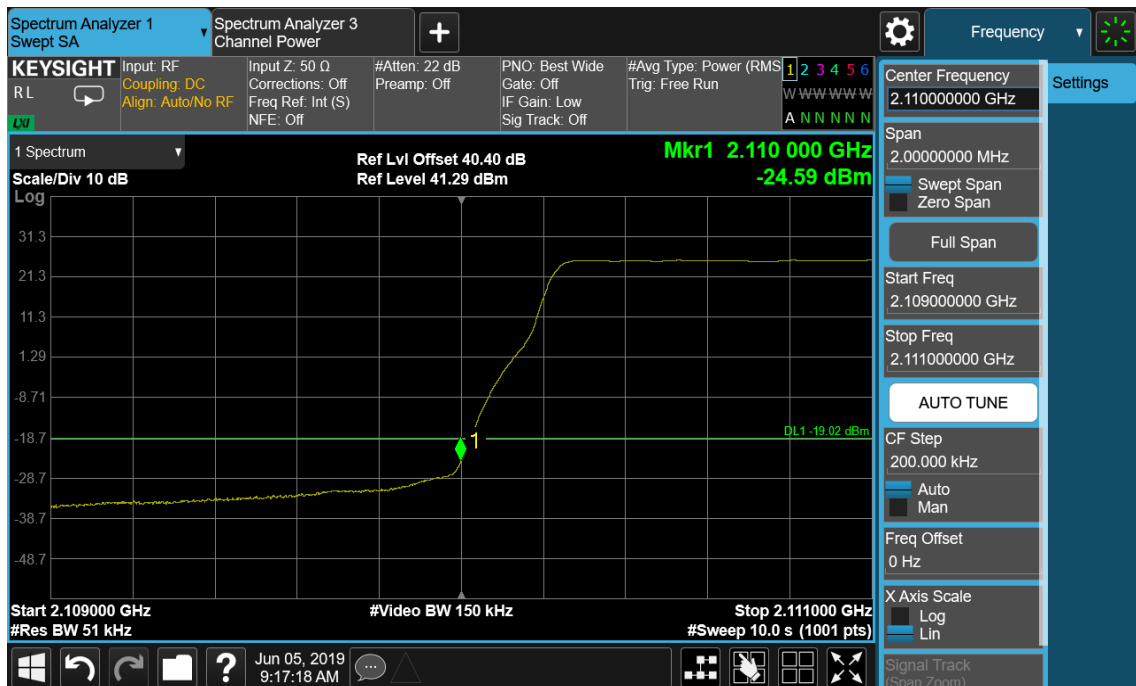 Spectrum Analyzer 1
Swept SA
Spectrum Analyzer 3
Channel Power
Frequency
KEYSIGHT
R L
LXI
Input: RF
Coupling: DC
Align: Auto/No RF
Input Z: 50 Ω
Corrections: Off
Freq Ref: Int (S)
NFE: Off
#Atten: 22 dB
Preamp: Off
PNO: Best Wide
Gate: Off
IF Gain: Low
Sig Track: Off
#Avg Type: Power (RMS
Trig: Free Run
1 2 3 4 5 6
W W W W W W
A N N N N N
1 Spectrum
Scale/Div 10 dB
Log
Ref Lvl Offset 40.40 dB
Ref Level 41.29 dBm
Mkr1 2.110 000 GHz
-24.59 dBm
31.3
21.3
11.3
1.29
-8.71
-18.7
-28.7
-38.7
-48.7
1
DL1 -19.02 dBm
Start 2.109000 GHz
#Res BW 51 kHz
#Video BW 150 kHz
Stop 2.111000 GHz
#Sweep 10.0 s (1001 pts)
?
Jun 05, 2019
9:17:18 AM
Center Frequency
2.110000000 GHz
Span
2.00000000 MHz
Swept Span
Zero Span
Full Span
Start Freq
2.109000000 GHz
Stop Freq
2.111000000 GHz
AUTO TUNE
CF Step
200.000 kHz
Auto
Man
Freq Offset
0 Hz
X Axis Scale
Log
Lin
Signal Track
(Span Zoom)
Settings